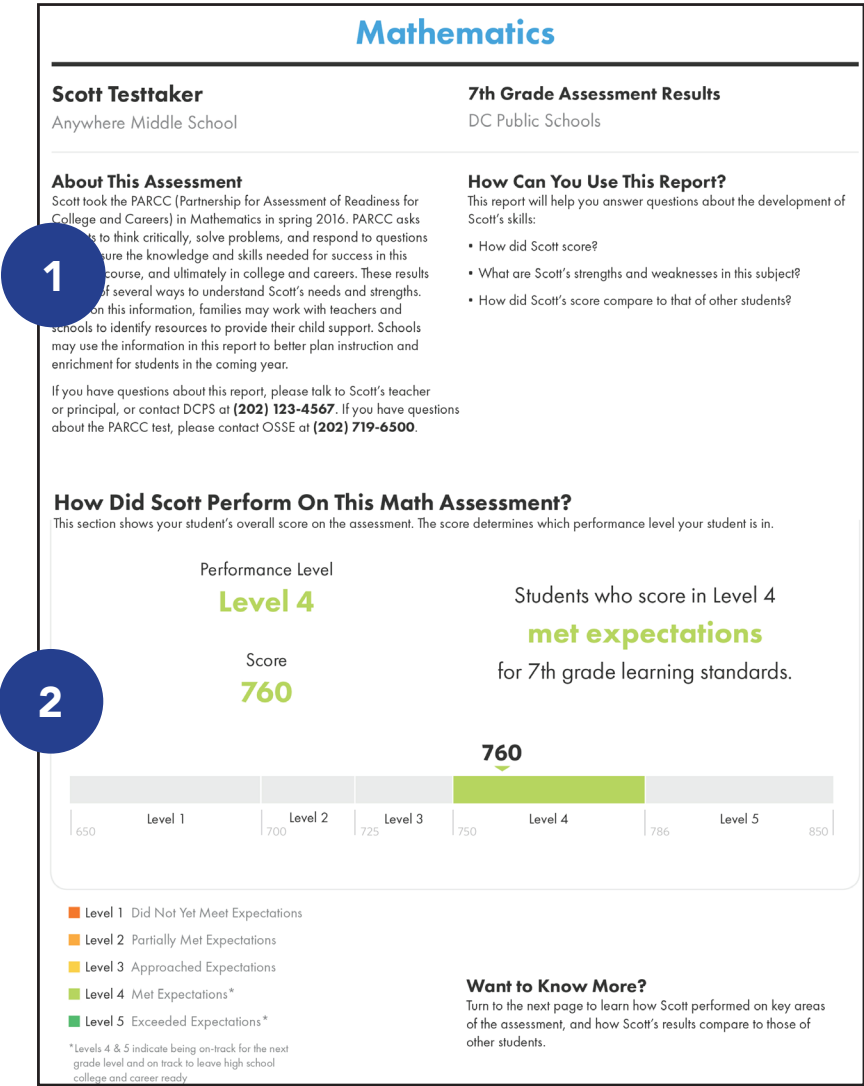 Mathematics
Scott Testtaker
Anywhere Middle School
7th Grade Assessment Results
DC Public Schools
About This Assessment
Scott took the PARCC (Partnership for Assessment of Readiness for
College and Careers) in Mathematics in spring 2016. PARCC asks
to think critically, solve problems, and respond to questions
the knowledge and skills needed for success in this
course, and ultimately in college and careers. These results
of several ways to understand Scott's needs and strengths.
on this information, families may work with teachers and
schools to identify resources to provide their child support. Schools
may use the information in this report to better plan instruction and
enrichment for students in the coming year.
If you have questions about this report, please talk to Scott's teacher
or principal, or contact DCPS at (202) 123-4567. If you have questions
about the PARCC test, please contact OSSE at (202) 719-6500.
1
How Can You Use This Report?
This report will help you answer questions about the development of
Scott's skills:
• How did Scott score?
• What are Scott's strengths and weaknesses in this subject?
• How did Scott's score compare to that of other students?
How Did Scott Perform On This Math Assessment?
This section shows your student's overall score on the assessment. The score determines which performance level your student is in.
Performance Level
Level 4
Score
760
Students who score in Level 4
met expectations
for 7th grade learning standards.
2
760
Level 1 Level 2 Level 3 Level 4 Level 5
650 700 725 750 786 850
Level 1 Did Not Yet Meet Expectations
Level 2 Partially Met Expectations
Level 3 Approached Expectations
Level 4 Met Expectations*
Level 5 Exceeded Expectations*
*Levels 4 & 5 indicate being on-track for the next
grade level and on track to leave high school
college and career ready
Want to Know More?
Turn to the next page to learn how Scott performed on key areas
of the assessment, and how Scott's results compare to those of
other students.